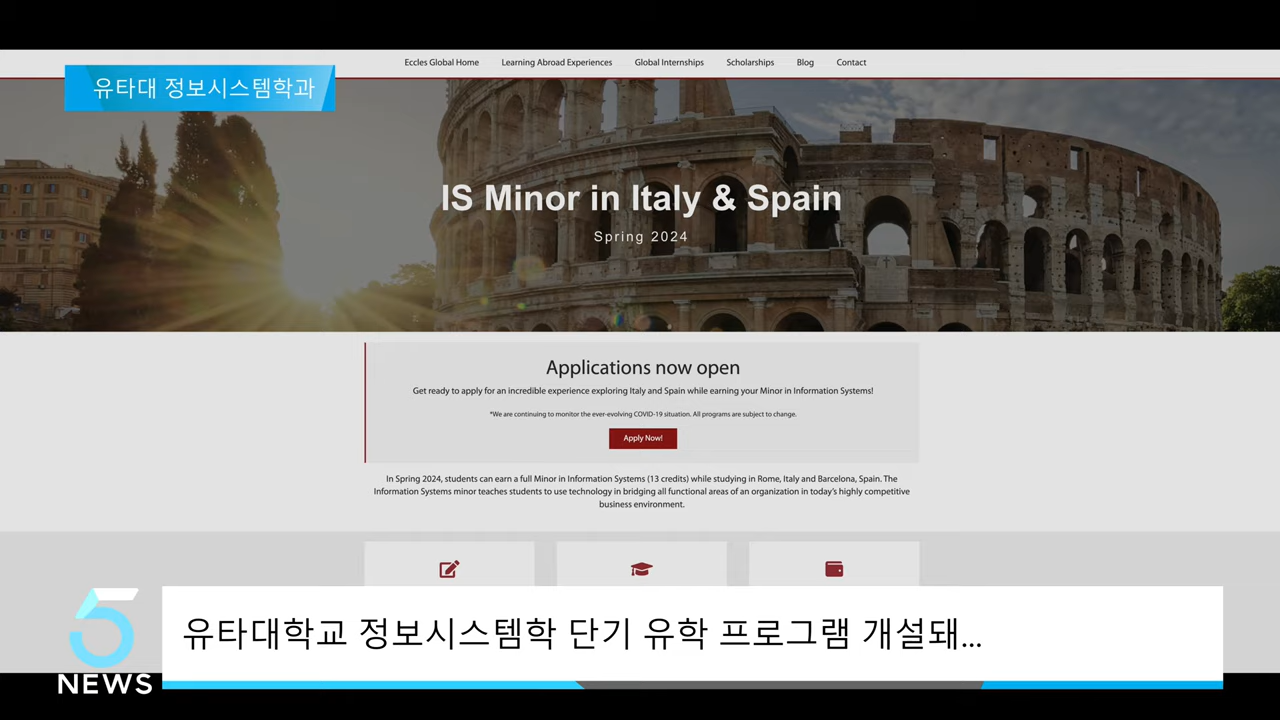 Eccles Global Home Learning Abroad Experiences Global Internships Scholarships Blog Contact
유타대 정보시스템학과
IS Minor in Italy & Spain
Spring 2024
Applications now open
Get ready to apply for an incredible experience exploring Italy and Spain while earning your Minor in Information Systems!
*We are continuing to monitor the ever-evolving COVID-19 situation. All programs are subject to change.
Apply Now!
In Spring 2024, students can earn a full Minor in Information Systems (13 credits) while studying in Rome, Italy and Barcelona, Spain. The
Information Systems minor teaches students to use technology in bridging all functional areas of an organization in today's highly competitive
business environment.
유타대학교 정보시스템학 단기 유학 프로그램 개설돼...
5
NEWS